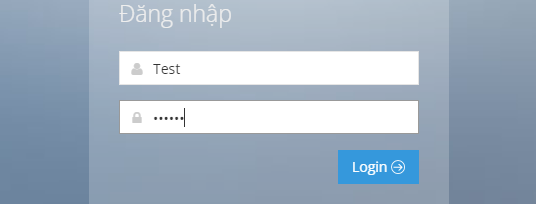 Đăng nhập
Test
••••••
Login